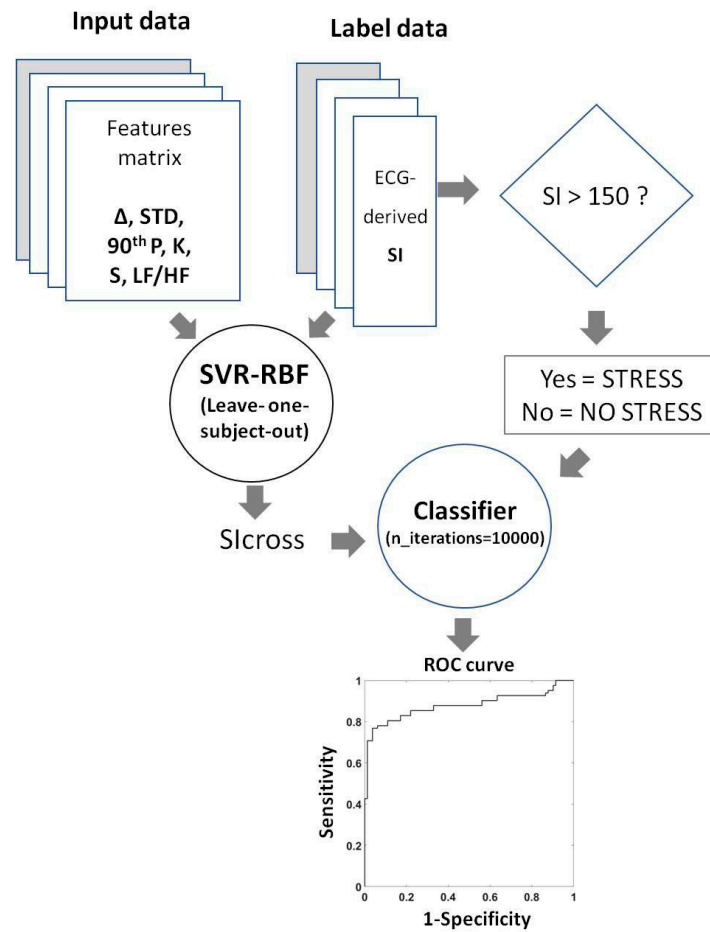 Input data
Label data
Features
matrix
Δ, STD,
90th P, K,
S, LF/HF
ECG-
derived
SI
SI > 150 ?
SVR-RBF
(Leave- one-
subject-out)
Yes = STRESS
No = NO STRESS
SIcross
Classifier
(n_iterations=10000)
ROC curve
Sensitivity
1
0.8
0.6
0.4
0.2
0
0
0.2
0.4
0.6
0.8
1
1-Specificity